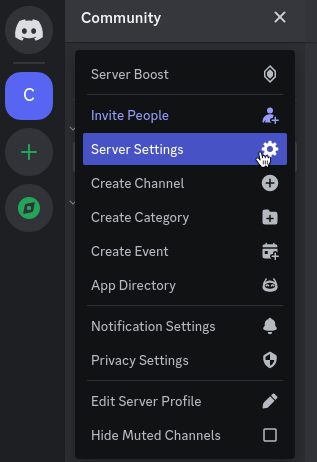 Community
C
Server Boost
Invite People
Server Settings
Create Channel
Create Category
Create Event
App Directory
Notification Settings
Privacy Settings
Edit Server Profile
Hide Muted Channels